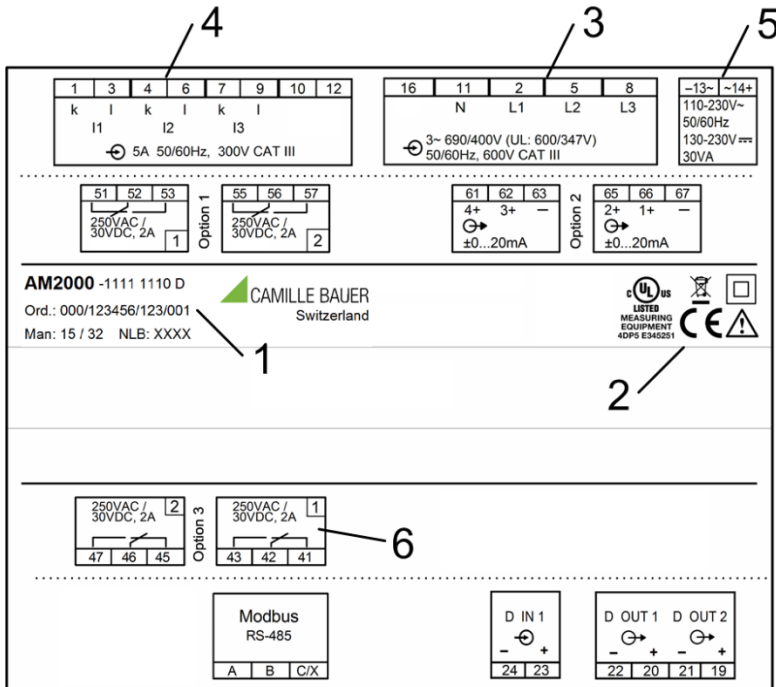 4 3 5
1 3 4 6 7 9 10 12
k l k l k l
I1 I2 I3
5A 50/60Hz, 300V CAT III
16 11 2 5 8
N L1 L2 L3
3~ 690/400V (UL: 600/347V)
50/60Hz, 600V CAT III
–13~ ~14+
110-230V~
50/60Hz
130-230V⎓
30VA
51 52 53
250VAC /
30VDC, 2A
1
Option 1
55 56 57
250VAC /
30VDC, 2A
2
61 62 63
4+ 3+ –
±0...20mA
Option 2
65 66 67
2+ 1+ –
±0...20mA
AM2000 -1111 1110 D
Ord.: 000/123456/123/001
Man: 15 / 32 NLB: XXXX
CAMILLE BAUER
Switzerland
c UL US
LISTED
MEASURING
EQUIPMENT
4DP5 E345251
CE
1
2
250VAC /
30VDC, 2A
2
47 46 45
Option 3
250VAC /
30VDC, 2A
1
43 42 41
6
Modbus
RS-485
A B C/X
D IN 1
– +
24 23
D OUT 1 D OUT 2
– + – +
22 20 21 19